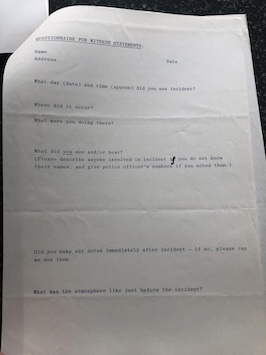 QUESTIONNAIRE FOR WITNESS STATEMENTS
Name
Address Date
What day (date) and time (approx) did you see incident?
Where did it occur?
What were you doing there?
What did you see and/or hear?
(Please describe anyone involved in incident if you do not know
their names, and give police officer's numbers if you noted them.)
Did you make any notes immediately after incident - if so, please can
we see them.
What was the atmosphere like just before the incident?